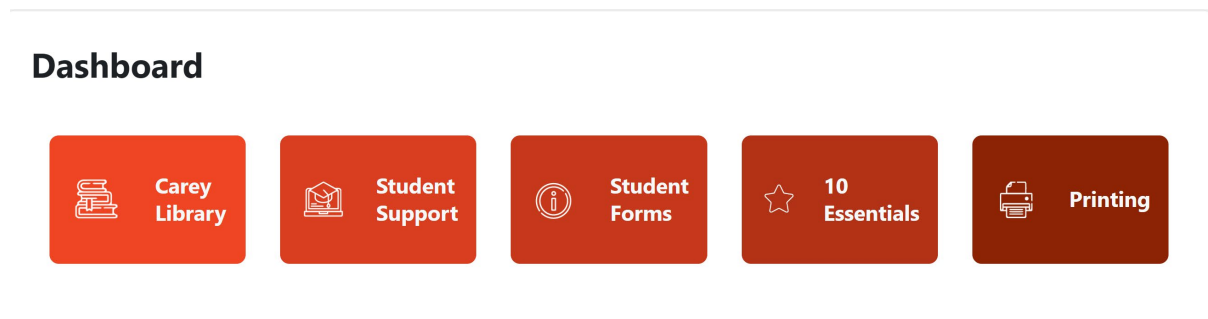 Dashboard
Carey
Library
Student
Support
Student
Forms
10
Essentials
Printing